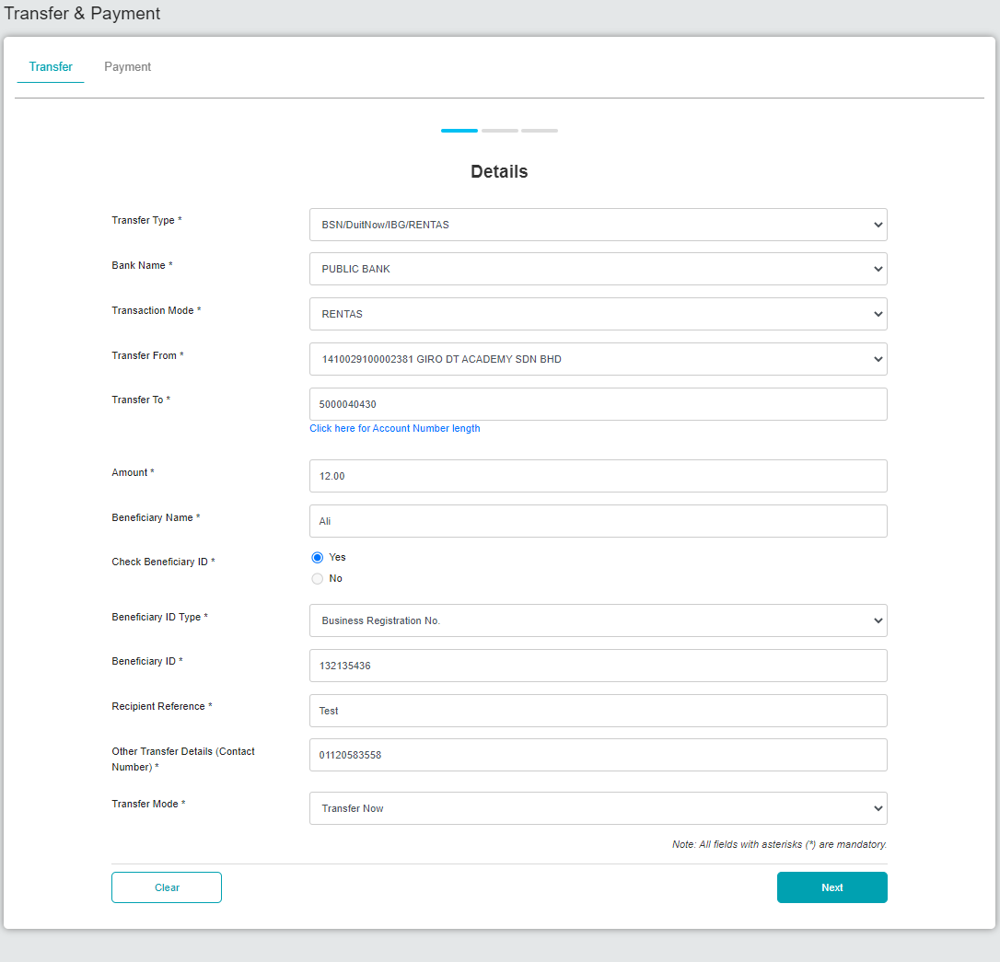 Transfer & Payment
Transfer Payment
Details
Transfer Type * BSN/DuitNow/IBG/RENTAS
Bank Name * PUBLIC BANK
Transaction Mode * RENTAS
Transfer From * 1410029100002381 GIRO DT ACADEMY SDN BHD
Transfer To * 5000040430
Click here for Account Number length
Amount * 12.00
Beneficiary Name * Ali
Check Beneficiary ID * Yes
No
Beneficiary ID Type * Business Registration No.
Beneficiary ID * 132135436
Recipient Reference * Test
Other Transfer Details (Contact
Number) * 01120583558
Transfer Mode * Transfer Now
Note: All fields with asterisks (*) are mandatory.
Clear Next